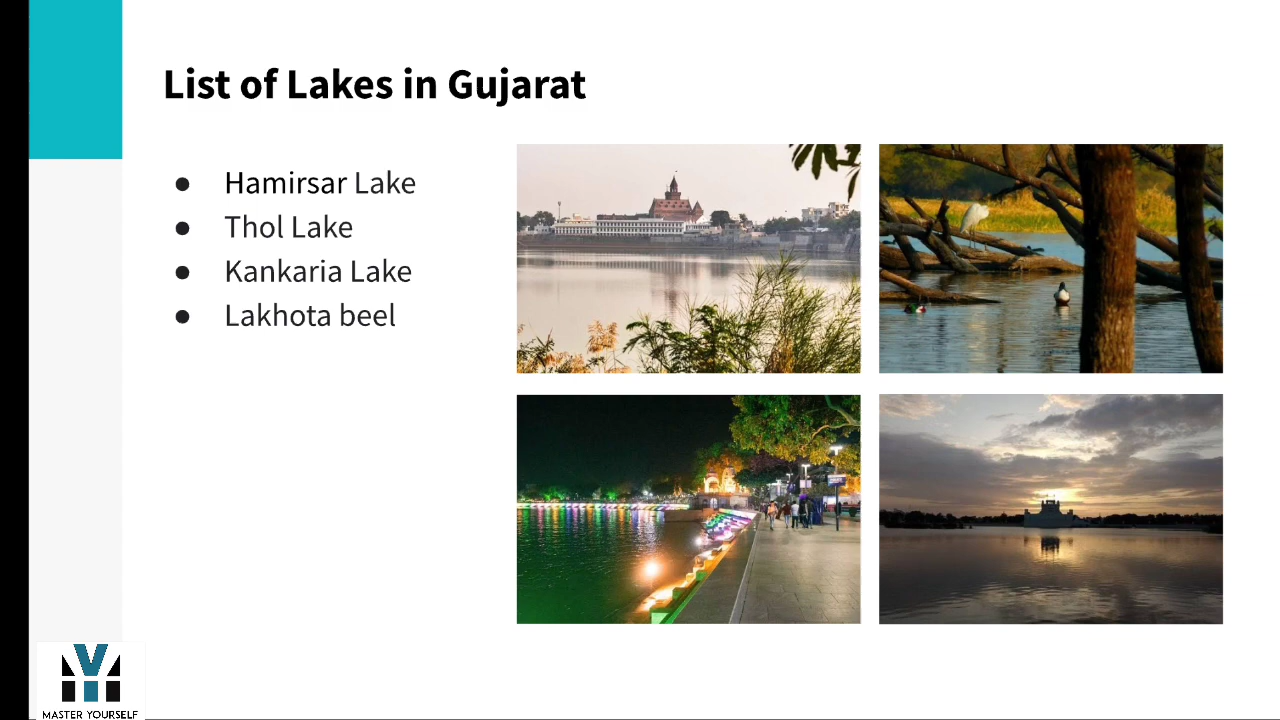 List of Lakes in Gujarat
● Hamirsar Lake
● Thol Lake
● Kankaria Lake
● Lakhota beel
MASTER YOURSELF